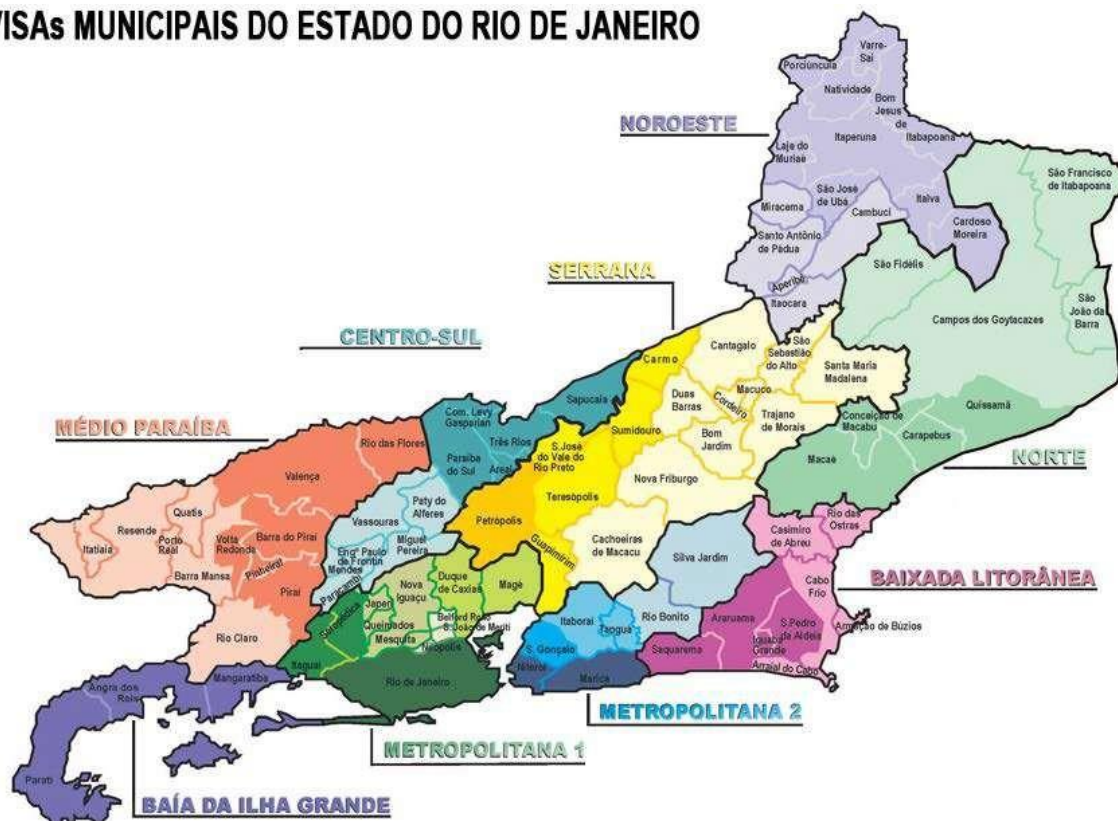 VISAs MUNICIPAIS DO ESTADO DO RIO DE JANEIRO
NOROESTE
Varre-
Sai
Porciúncula
Natividade
Bom
Jesus de
Itabapoana
Itaperuna
Laje do
Muriaé
Miracema
São José
de Ubá
Cambuci
Italva
Cardoso
Moreira
Santo Antônio
de Pádua
Aperibé
Itaocara
São Francisco
de Itabapoana
São Fidélis
Campos dos Goytacazes
São
João da
Barra
SERRANA
CENTRO-SUL
MÉDIO PARAÍBA
Carmo
Cantagalo
São
Sebastião
do Alto
Santa Maria
Madalena
Macuco
Cordeiro
Duas
Barras
Trajano
de Morais
Sumidouro
Bom
Jardim
Nova Friburgo
S.José
do Vale do
Rio Preto
Teresópolis
Petrópolis
Guapimirim
Cachoeiras
de Macacu
Sapucaia
Com. Levy
Gasparian
Três Rios
Paraíba
do Sul
Areal
Paty do
Alferes
Vassouras
Miguel
Pereira
Engº Paulo
de Frontin
Mendes
Paracambi
Rio das Flores
Valença
Quatis
Resende
Porto
Real
Itatiaia
Volta
Redonda
Barra do Piraí
Pinheiral
Barra Mansa
Piraí
Rio Claro
Quissamã
Conceição de
Macabu
Carapebus
Macaé
NORTE
Rio das
Ostras
Casimiro
de Abreu
Silva Jardim
BAIXADA LITORÂNEA
Cabo
Frio
Araruama
S.Pedro
da Aldeia
Iguaba
Grande
Armação de Búzios
Saquarema
Arraial do Cabo
Rio Bonito
Itaboraí
Tanguá
S. Gonçalo
Niterói
Maricá
METROPOLITANA 2
Duque
de Caxias
Magé
Nova
Iguaçu
Japeri
Queimados
Belford Roxo
S. João de Meriti
Mesquita
Nilópolis
Seropédica
Itaguaí
Rio de Janeiro
METROPOLITANA 1
Mangaratiba
Angra dos
Reis
Parati
BAÍA DA ILHA GRANDE